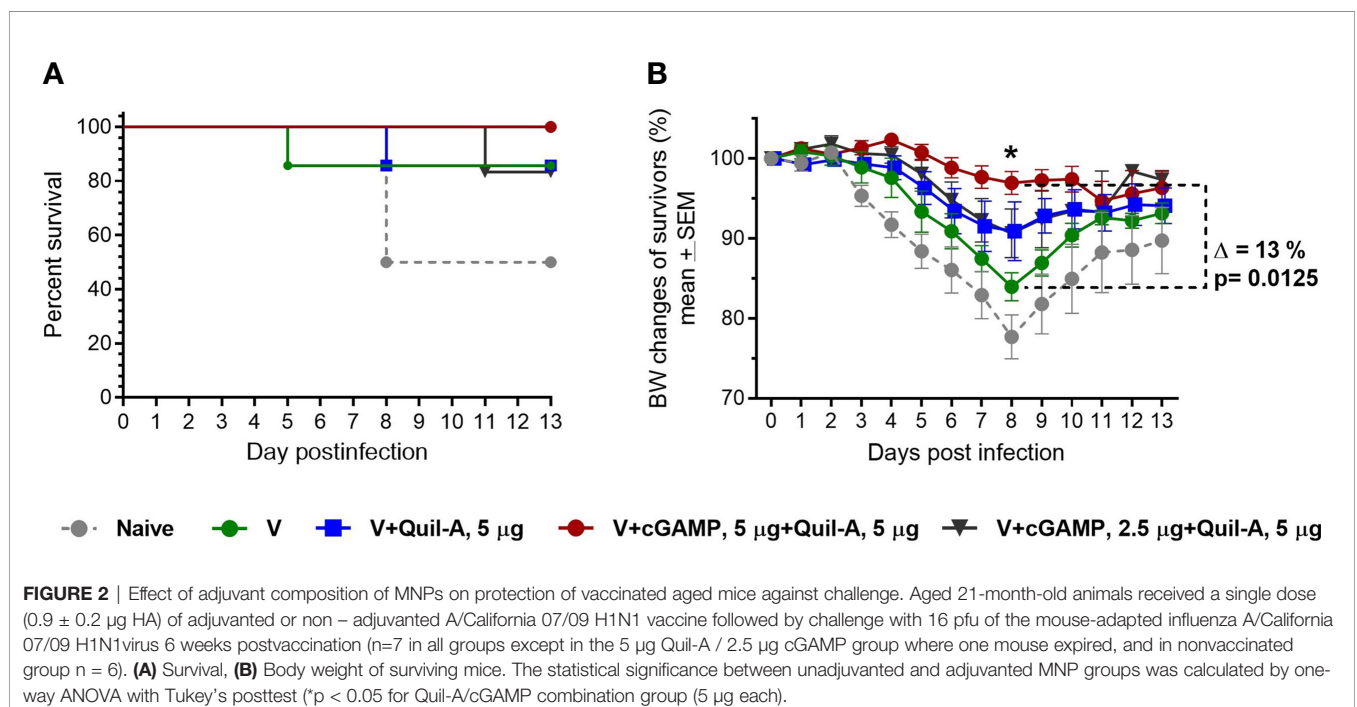 A
B
Percent survival
100
80
60
40
20
0
0 1 2 3 4 5 6 7 8 9 10 11 12 13
Day postinfection
BW changes of survivors (%)
mean ± SEM
100
90
80
70
*
Δ = 13 %
p= 0.0125
0 1 2 3 4 5 6 7 8 9 10 11 12 13
Days post infection
Naive V V+Quil-A, 5 μg V+cGAMP, 5 μg+Quil-A, 5 μg V+cGAMP, 2.5 μg+Quil-A, 5 μg
FIGURE 2 | Effect of adjuvant composition of MNPs on protection of vaccinated aged mice against challenge. Aged 21-month-old animals received a single dose
(0.9 ± 0.2 μg HA) of adjuvanted or non – adjuvanted A/California 07/09 H1N1 vaccine followed by challenge with 16 pfu of the mouse-adapted influenza A/California
07/09 H1N1virus 6 weeks postvaccination (n=7 in all groups except in the 5 μg Quil-A / 2.5 μg cGAMP group where one mouse expired, and in nonvaccinated
group n = 6). (A) Survival, (B) Body weight of surviving mice. The statistical significance between unadjuvanted and adjuvanted MNP groups was calculated by one-
way ANOVA with Tukey's posttest (*p < 0.05 for Quil-A/cGAMP combination group (5 μg each).